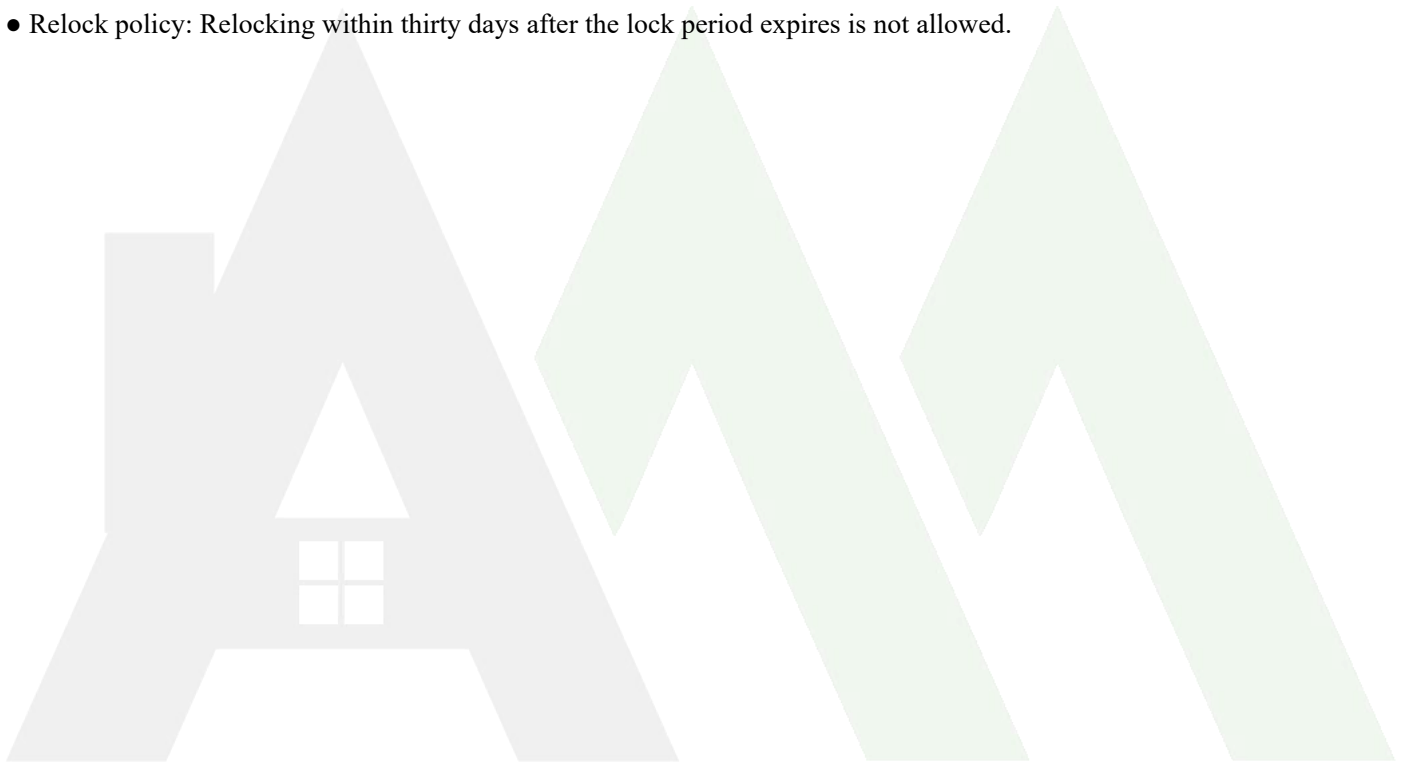 ● Relock policy: Relocking within thirty days after the lock period expires is not allowed.